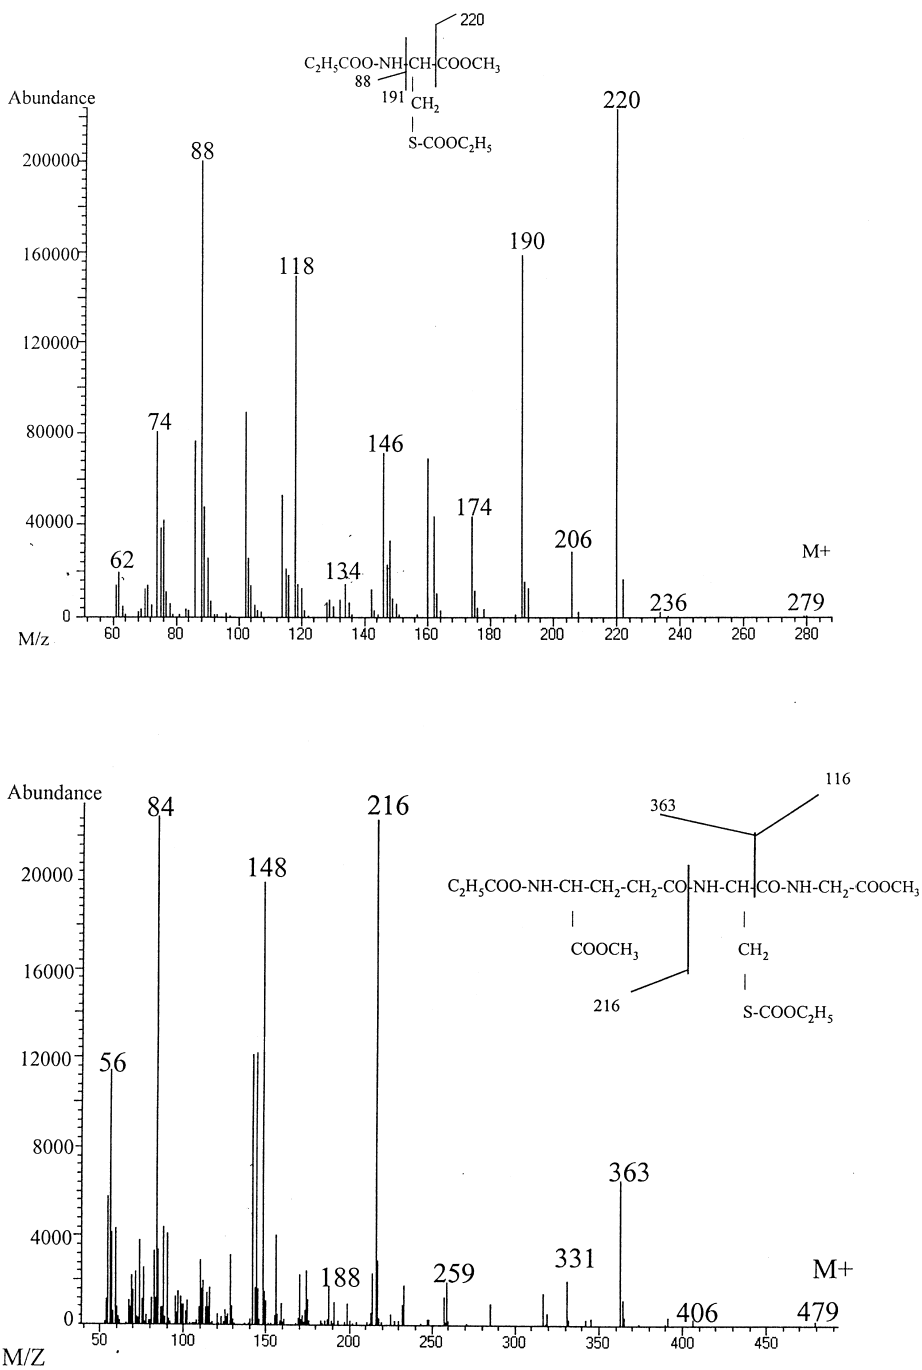 220
C₂H₅COO-NH-CH-COOCH₃
88
191
CH₂
S-COOC₂H₅
Abundance
220
88
200000
190
160000
118
120000
74
80000
146
174
40000
206
M+
62
134
236
279
0
60 80 100 120 140 160 180 200 220 240 260 280
M/z
116
Abundance
363
84
216
148
20000
C₂H₅COO-NH-CH-CH₂-CH₂-CO-NH-CH-CO-NH-CH₂-COOCH₃
COOCH₃
CH₂
16000
216
S-COOC₂H₅
56
12000
8000
363
4000
331
M+
188
259
406
479
0
50 100 150 200 250 300 350 400 450
M/Z